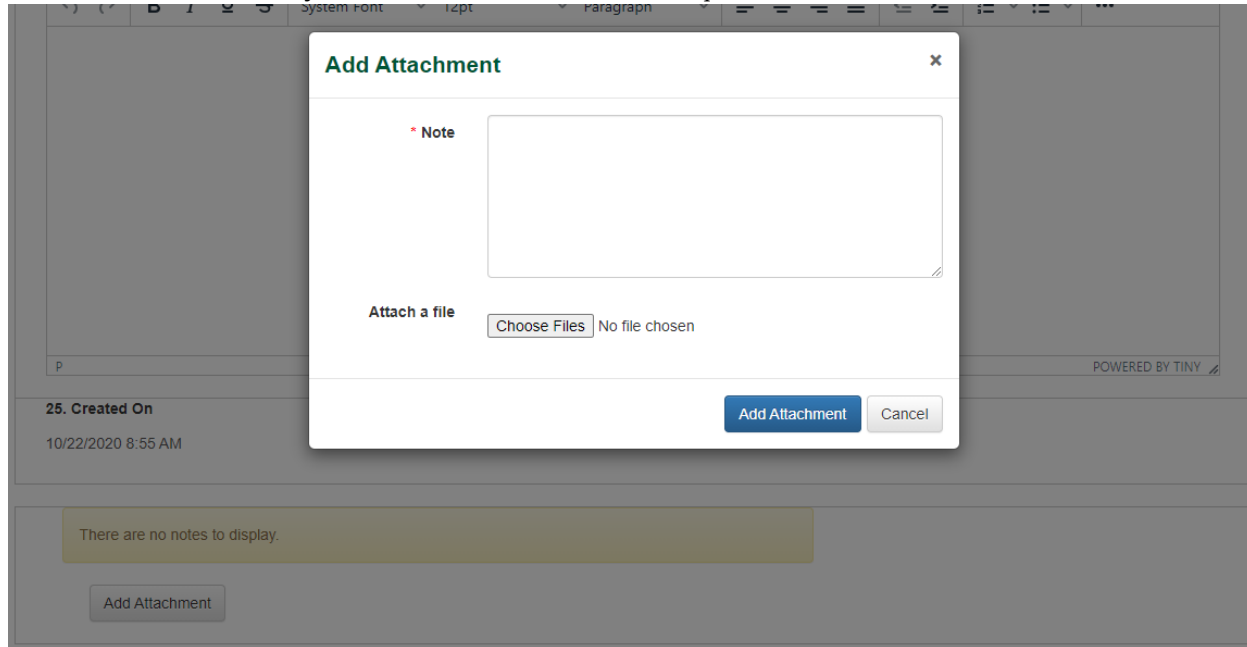 B I U S System Font 12pt Paragraph
Add Attachment ×
* Note
Attach a file
Choose Files No file chosen
P POWERED BY TINY
Add Attachment Cancel
25. Created On
10/22/2020 8:55 AM
There are no notes to display.
Add Attachment